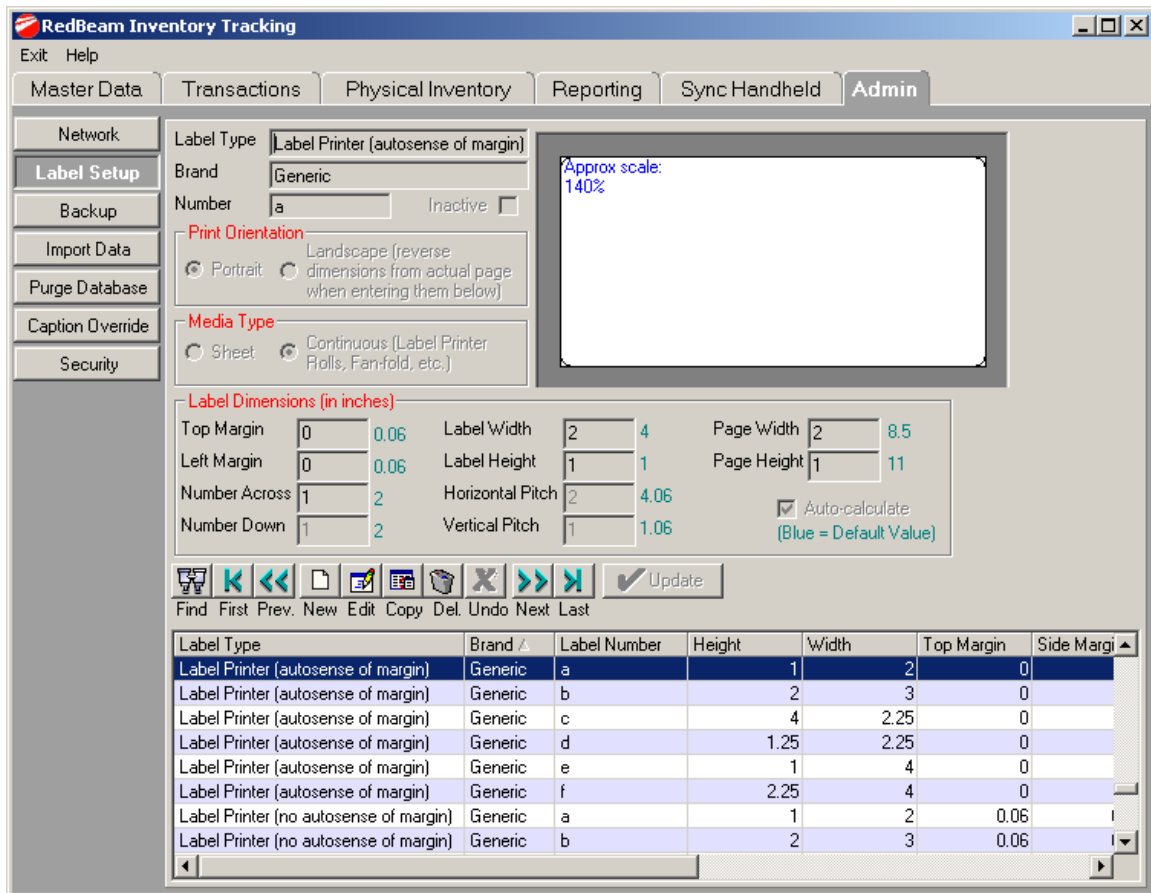 RedBeam Inventory Tracking
Exit Help
Master Data Transactions Physical Inventory Reporting Sync Handheld Admin
Network
Label Setup
Backup
Import Data
Purge Database
Caption Override
Security
Label Type Label Printer (autosense of margin)
Brand Generic
Number a Inactive
Print Orientation
Portrait
Landscape (reverse
dimensions from actual page
when entering them below)
Media Type
Sheet
Continuous (Label Printer
Rolls, Fan-fold, etc.)
Approx scale:
140%
Label Dimensions (in inches)
Top Margin 0 0.06 Label Width 2 4 Page Width 2 8.5
Left Margin 0 0.06 Label Height 1 1 Page Height 1 11
Number Across 1 2 Horizontal Pitch 2 4.06 Auto-calculate
Number Down 1 2 Vertical Pitch 1 1.06 (Blue = Default Value)
Update
Find First Prev. New Edit Copy Del. Undo Next Last
Label Type Brand Label Number Height Width Top Margin Side Margi
Label Printer (autosense of margin) Generic a 1 2 0
Label Printer (autosense of margin) Generic b 2 3 0
Label Printer (autosense of margin) Generic c 4 2.25 0
Label Printer (autosense of margin) Generic d 1.25 2.25 0
Label Printer (autosense of margin) Generic e 1 4 0
Label Printer (autosense of margin) Generic f 2.25 4 0
Label Printer (no autosense of margin) Generic a 1 2 0.06
Label Printer (no autosense of margin) Generic b 2 3 0.06